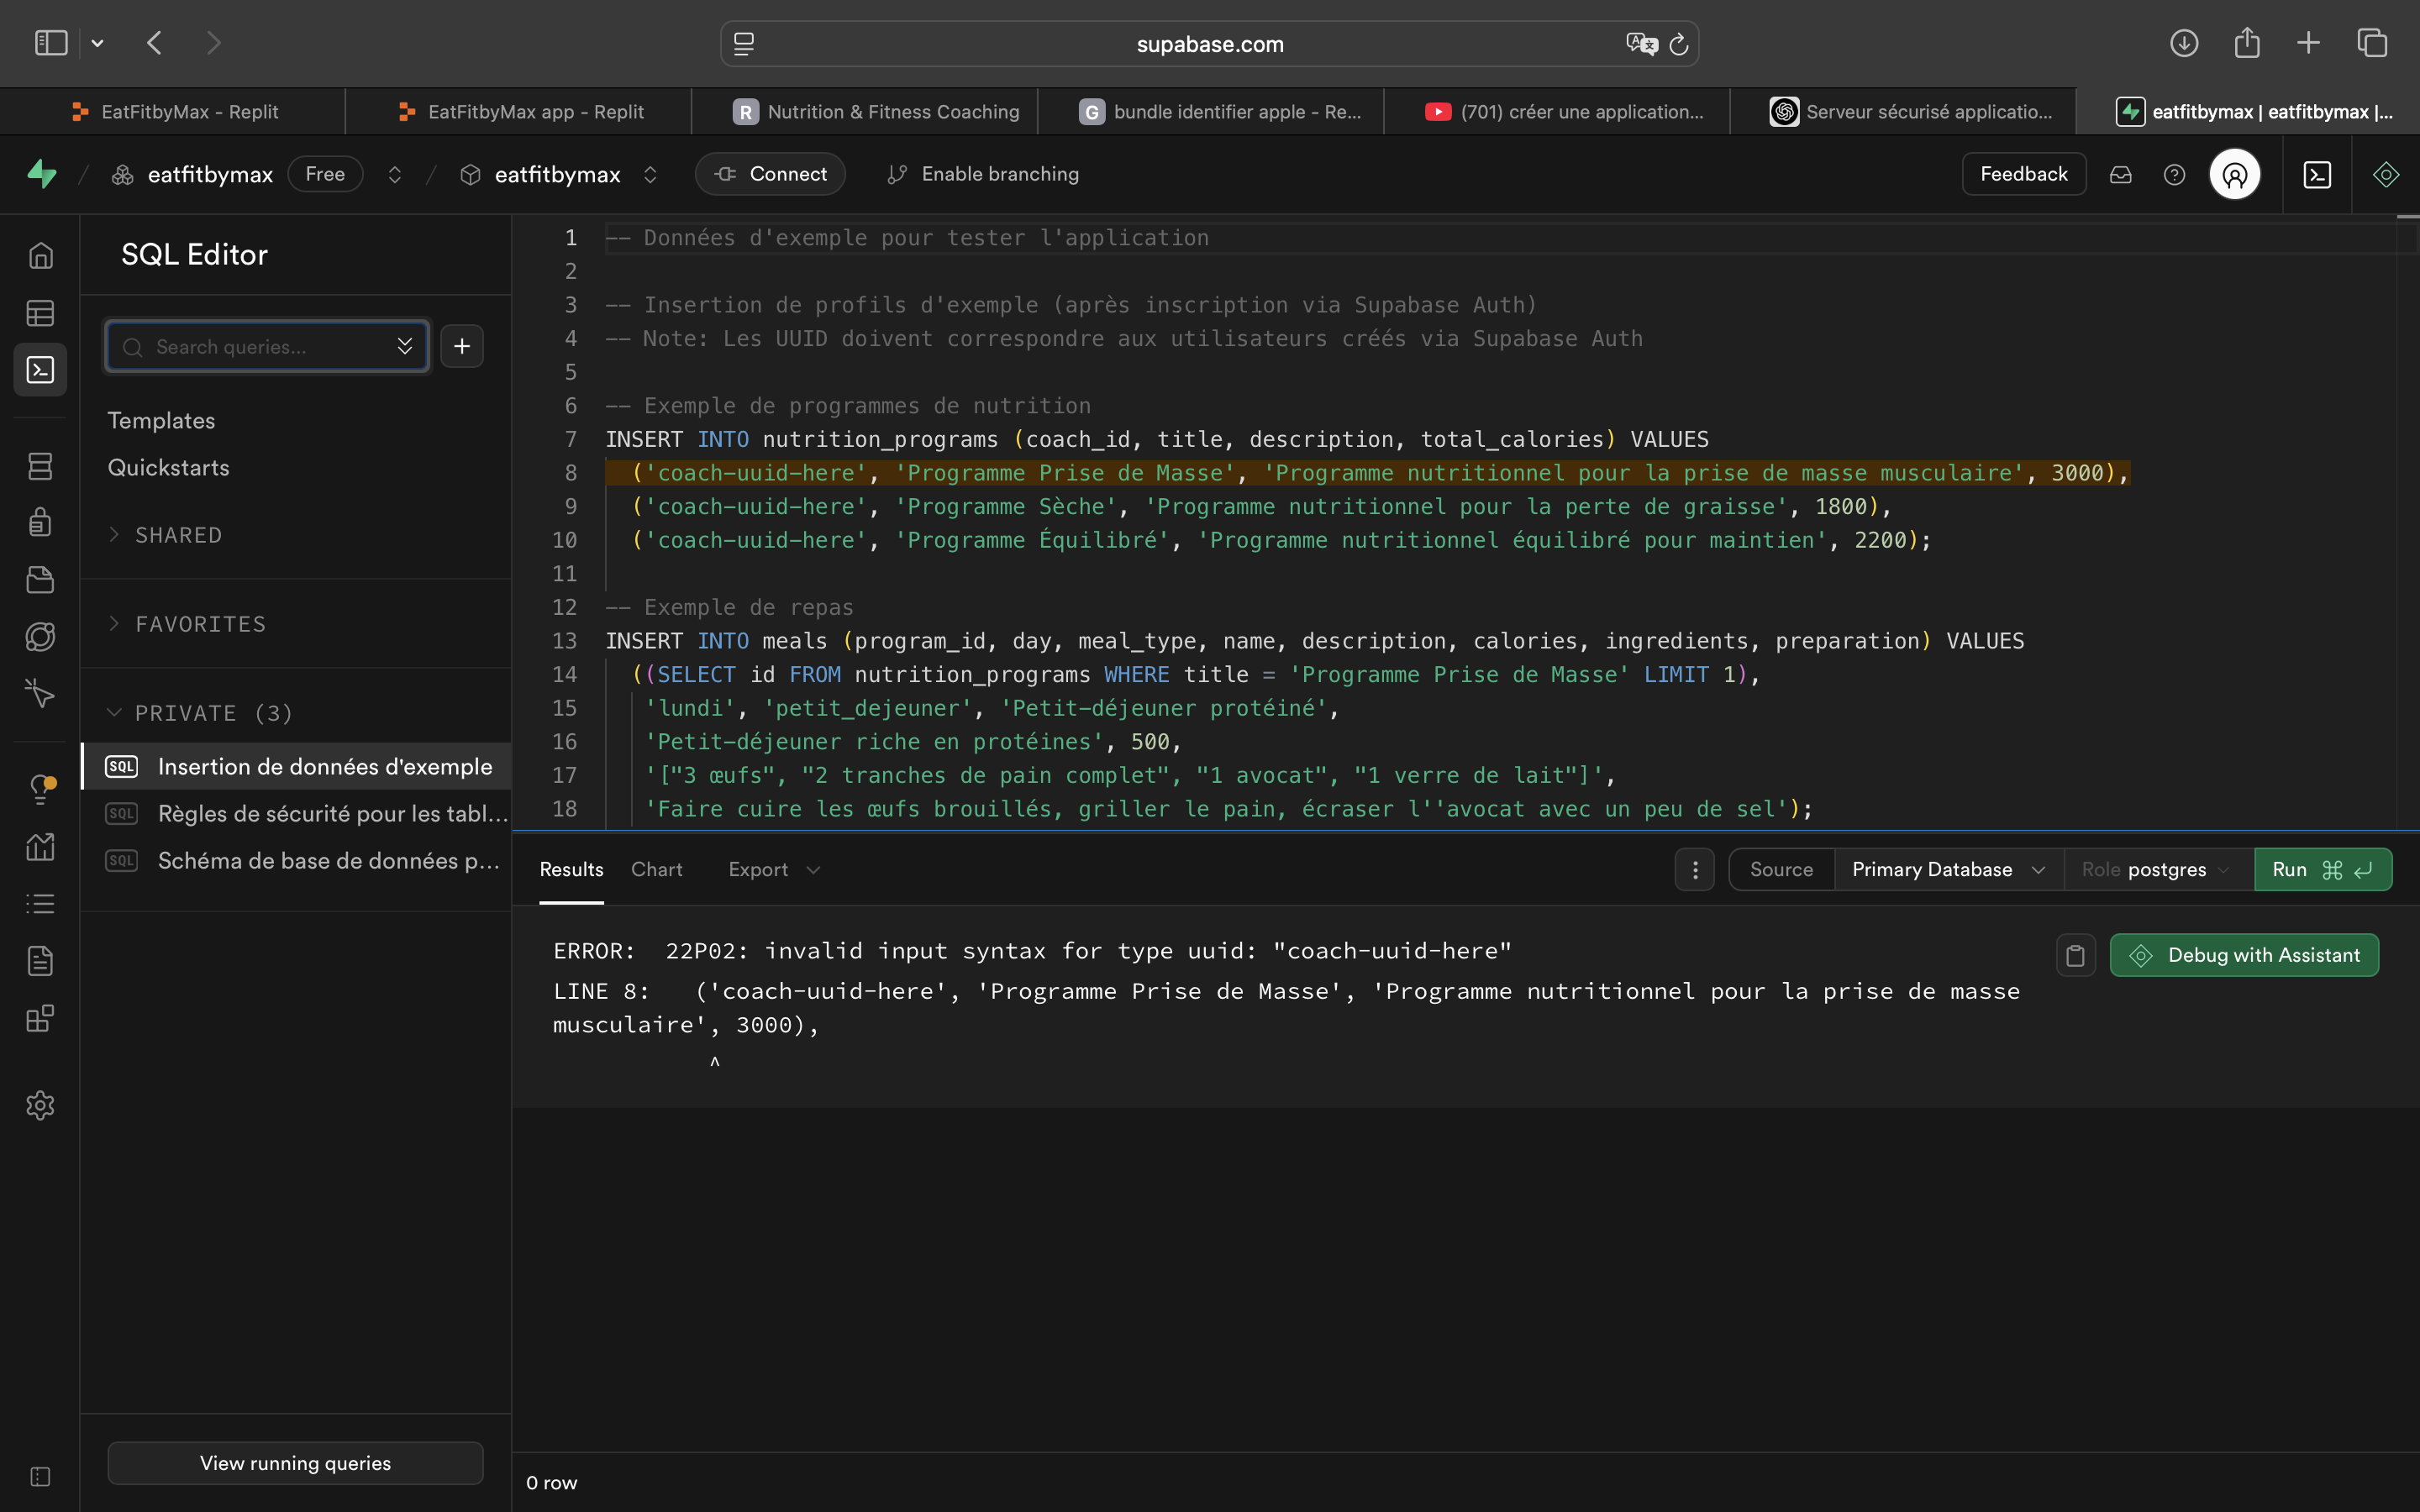 supabase.com
EatFitbyMax - Replit
EatFitbyMax app - Replit
R Nutrition & Fitness Coaching
G bundle identifier apple - Re...
(701) créer une application...
Serveur sécurisé applicatio...
eatfitbymax | eatfitbymax |...
/ eatfitbymax Free / eatfitbymax Connect Enable branching Feedback
SQL Editor
Search queries...
Templates
Quickstarts
SHARED
FAVORITES
PRIVATE (3)
SQL Insertion de données d'exemple
SQL Règles de sécurité pour les tabl...
SQL Schéma de base de données p...
View running queries
1 -- Données d'exemple pour tester l'application
2
3 -- Insertion de profils d'exemple (après inscription via Supabase Auth)
4 -- Note: Les UUID doivent correspondre aux utilisateurs créés via Supabase Auth
5
6 -- Exemple de programmes de nutrition
7 INSERT INTO nutrition_programs (coach_id, title, description, total_calories) VALUES
8 ('coach-uuid-here', 'Programme Prise de Masse', 'Programme nutritionnel pour la prise de masse musculaire', 3000),
9 ('coach-uuid-here', 'Programme Sèche', 'Programme nutritionnel pour la perte de graisse', 1800),
10 ('coach-uuid-here', 'Programme Équilibré', 'Programme nutritionnel équilibré pour maintien', 2200);
11
12 -- Exemple de repas
13 INSERT INTO meals (program_id, day, meal_type, name, description, calories, ingredients, preparation) VALUES
14 ((SELECT id FROM nutrition_programs WHERE title = 'Programme Prise de Masse' LIMIT 1),
15 'lundi', 'petit_dejeuner', 'Petit-déjeuner protéiné',
16 'Petit-déjeuner riche en protéines', 500,
17 '["3 œufs", "2 tranches de pain complet", "1 avocat", "1 verre de lait"]',
18 'Faire cuire les œufs brouillés, griller le pain, écraser l''avocat avec un peu de sel');
Results Chart Export Source Primary Database Role postgres Run ⌘ ↵
ERROR:  22P02: invalid input syntax for type uuid: "coach-uuid-here"
Debug with Assistant
LINE 8:   ('coach-uuid-here', 'Programme Prise de Masse', 'Programme nutritionnel pour la prise de masse
musculaire', 3000),
^
0 row